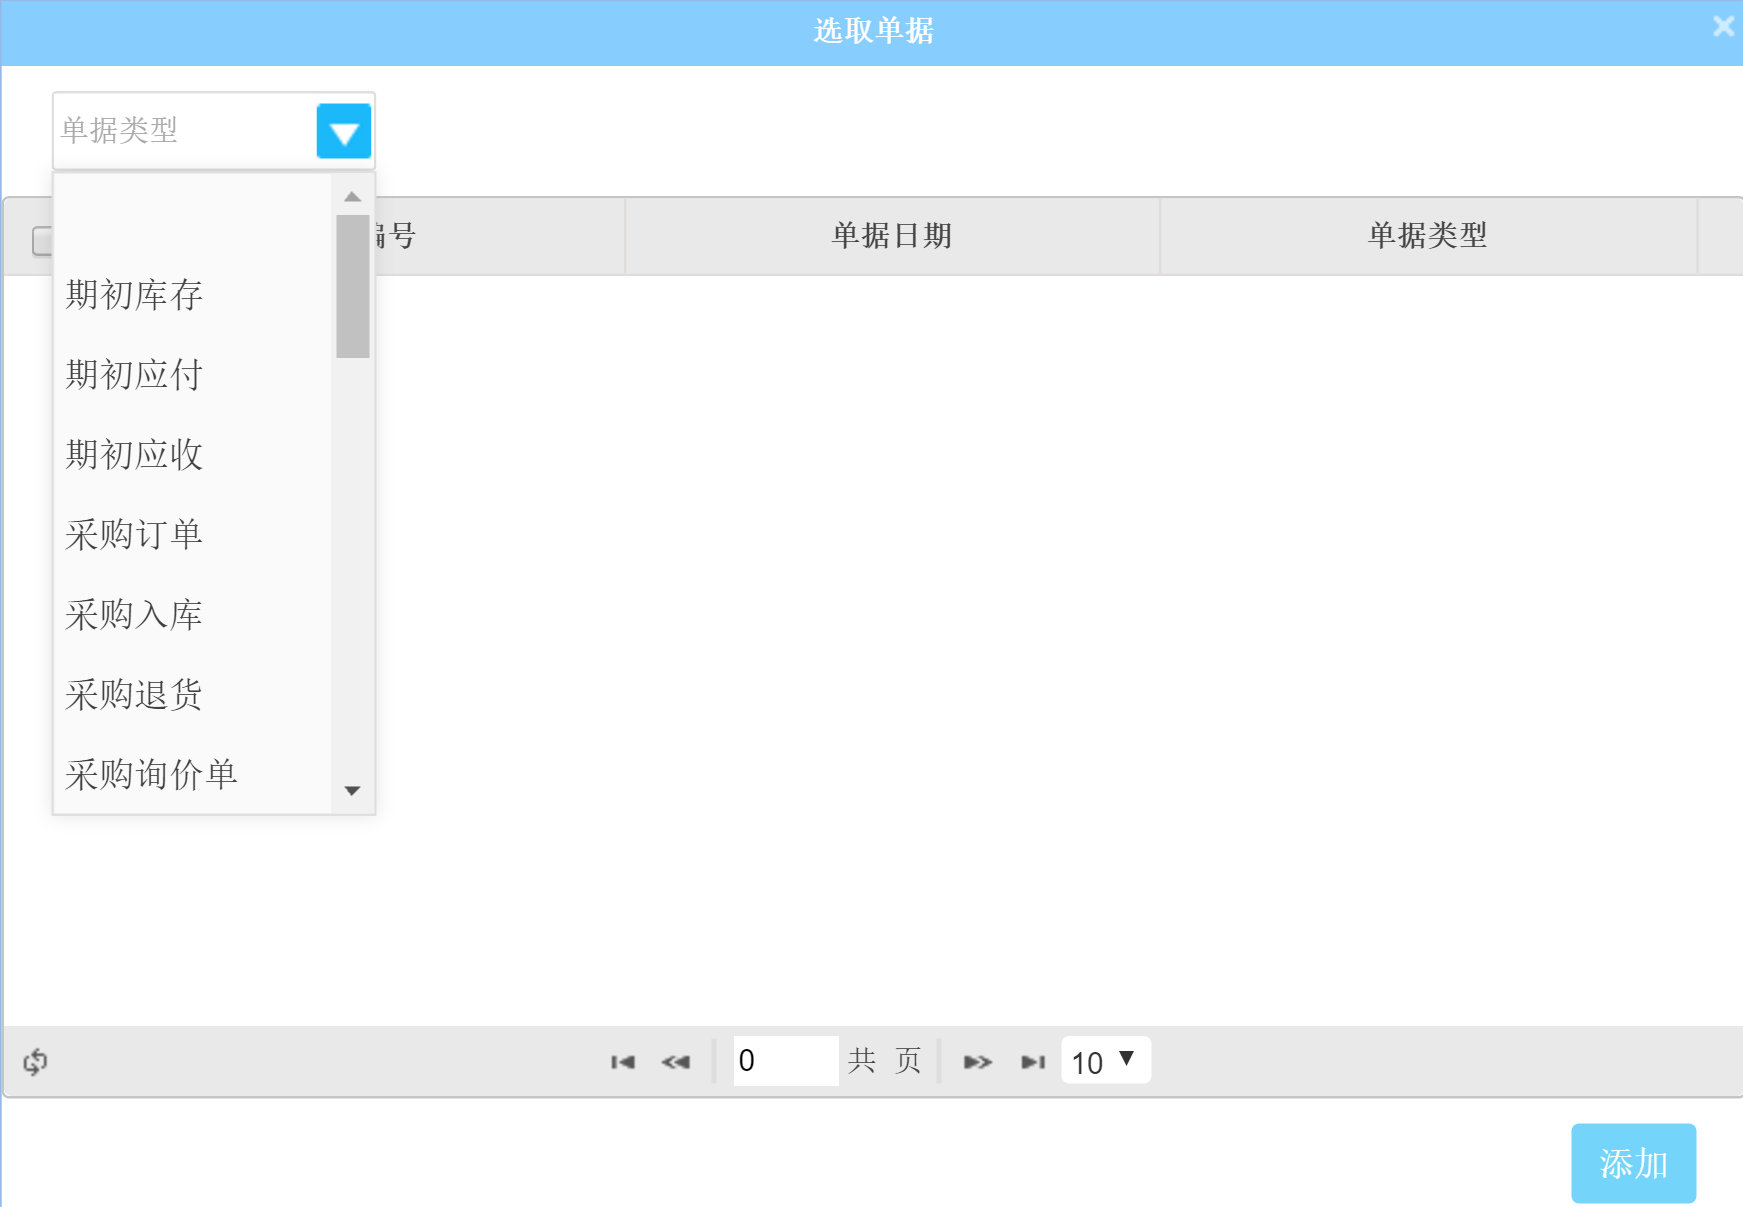 选取单据
单据类型
编号 单据日期 单据类型
期初库存
期初应付
期初应收
采购订单
采购入库
采购退货
采购询价单
0 共 页 10
添加